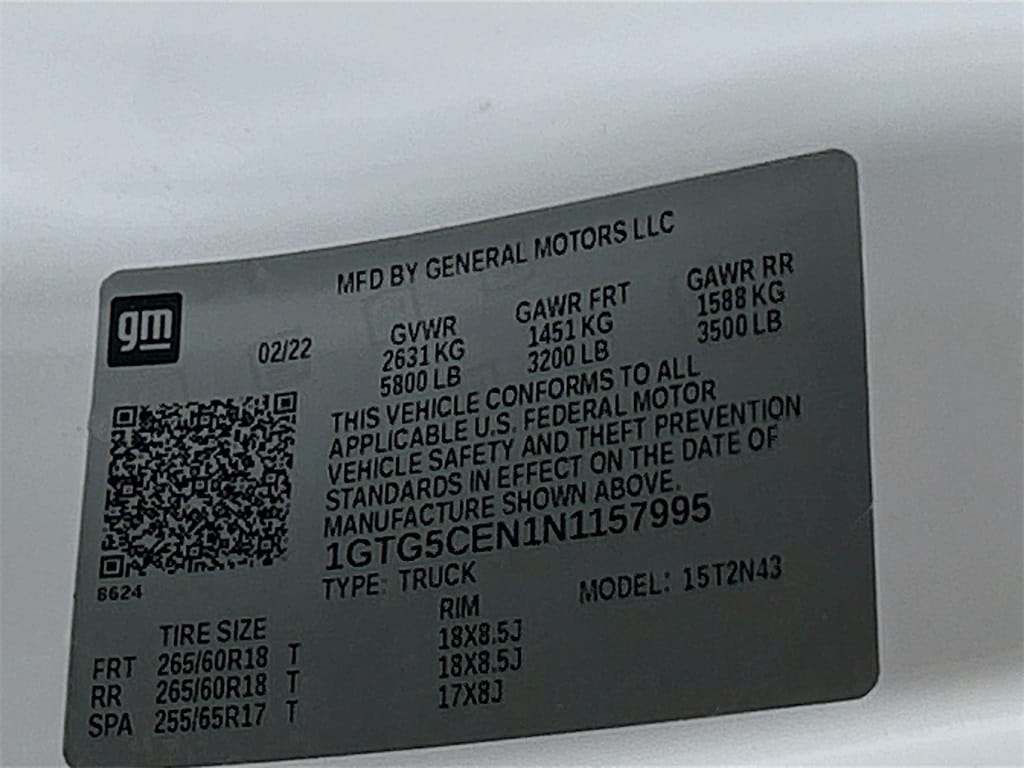 MFD BY GENERAL MOTORS LLC
gm
02/22
GVWR GAWR FRT GAWR RR
2631 KG 1451 KG 1588 KG
5800 LB 3200 LB 3500 LB
THIS VEHICLE CONFORMS TO ALL
APPLICABLE U.S. FEDERAL MOTOR
VEHICLE SAFETY AND THEFT PREVENTION
STANDARDS IN EFFECT ON THE DATE OF
MANUFACTURE SHOWN ABOVE.
1GTG5CEN1N1157995
8624
TYPE: TRUCK MODEL: 15T2N43
TIRE SIZE RIM
FRT 265/60R18 T 18X8.5J
RR 265/60R18 T 18X8.5J
SPA 255/65R17 T 17X8J